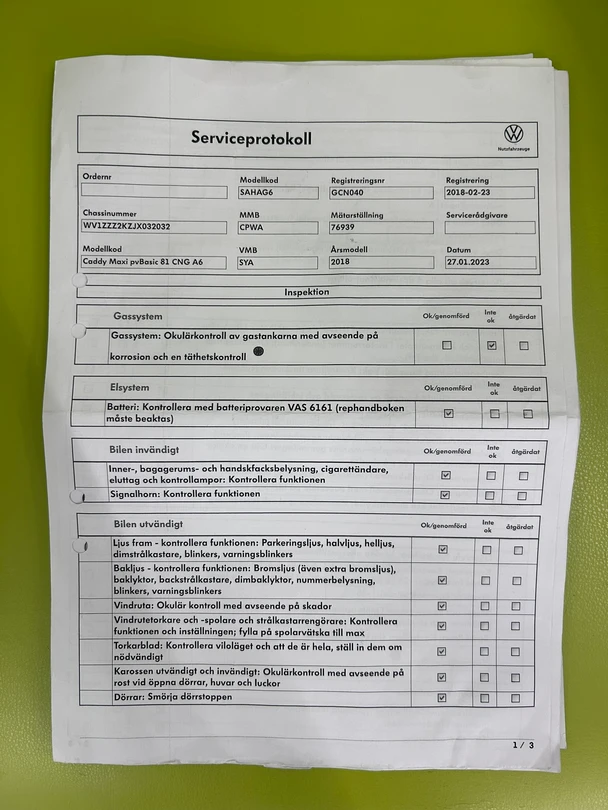 Serviceprotokoll
Nutzfahrzeuge
Ordernr
Modellkod
Registreringsnr
Registrering
SAHAG6
GCN040
2018-02-23
Chassinummer
MMB
Mätarställning
Servicerådgivare
WV1ZZZ2KZJX032032
CPWA
76939
Modellkod
VMB
Årsmodell
Datum
Caddy Maxi pvBasic 81 CNG A6
SYA
2018
27.01.2023
Inspektion
Gassystem
Ok/genomförd
Inte ok
åtgärdat
Gassystem: Okulärkontroll av gastankarna med avseende på
korrosion och en täthetskontroll
Elsystem
Ok/genomförd
Inte ok
åtgärdat
Batteri: Kontrollera med batteriprovaren VAS 6161 (rephandboken
måste beaktas)
Bilen invändigt
Ok/genomförd
Inte ok
åtgärdat
Inner-, bagagerums- och handskfacksbelysning, cigarettändare,
eluttag och kontrollampor: Kontrollera funktionen
Signalhorn: Kontrollera funktionen
Bilen utvändigt
Ok/genomförd
Inte ok
åtgärdat
Ljus fram - kontrollera funktionen: Parkeringsljus, halvljus, helljus,
dimstrålkastare, blinkers, varningsblinkers
Bakljus - kontrollera funktionen: Bromsljus (även extra bromsljus),
baklyktor, backstrålkastare, dimbaklyktor, nummerbelysning,
blinkers, varningsblinkers
Vindruta: Okulär kontroll med avseende på skador
Vindrutetorkare och -spolare och strålkastarrengörare: Kontrollera
funktionen och inställningen; fylla på spolarvätska till max
Torkarblad: Kontrollera viloläget och att de är hela, ställ in dem om
nödvändigt
Karossen utvändigt och invändigt: Okulärkontroll med avseende på
rost vid öppna dörrar, huvar och luckor
Dörrar: Smörja dörrstoppen
1 / 3